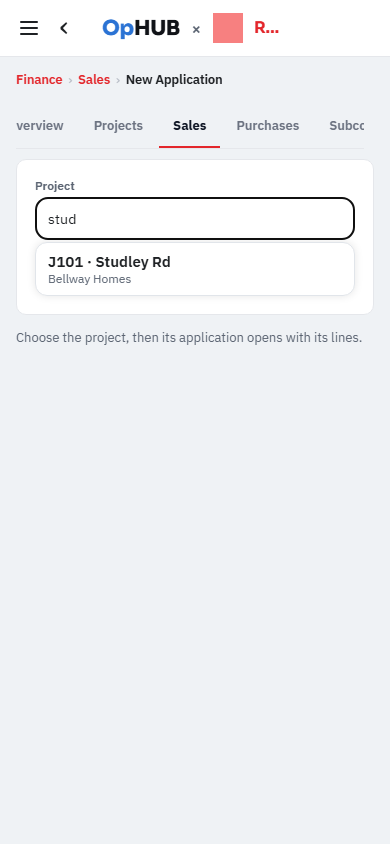 OpHUB × R...
Finance › Sales › New Application
verview Projects Sales Purchases Subco
Project
stud
J101 · Studley Rd
Bellway Homes
Choose the project, then its application opens with its lines.